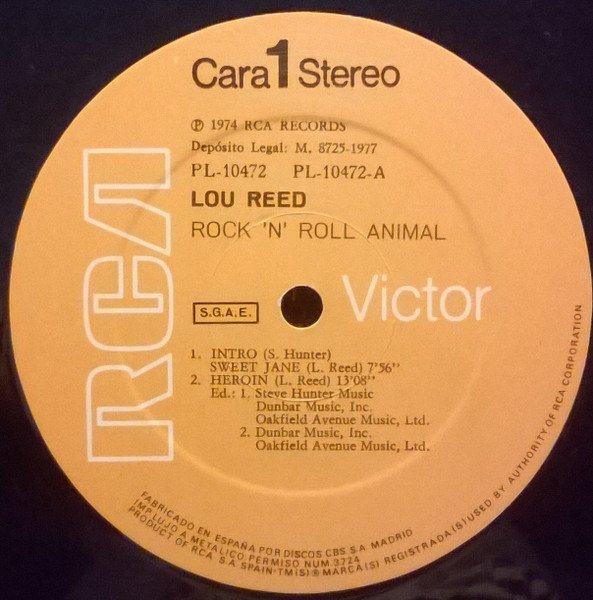 Cara 1 Stereo
℗ 1974 RCA RECORDS
Depósito Legal: M. 8725-1977
PL-10472 PL-10472-A
LOU REED
ROCK 'N' ROLL ANIMAL
RCA
S.G.A.E.
Victor
1. INTRO (S. Hunter)
SWEET JANE (L. Reed) 7'56''
2. HEROIN (L. Reed) 13'08''
Ed.: 1. Steve Hunter Music
Dunbar Music, Inc.
Oakfield Avenue Music, Ltd.
2. Dunbar Music, Inc.
Oakfield Avenue Music, Ltd.
FABRICADO EN ESPAÑA POR DISCOS CBS S.A MADRID
IMP LUJO A METALICO PERMISO NUM.3724
PRODUCT OF RCA S.A SPAIN-TM(S)® MARCA(S) REGISTRADA(S) USED BY AUTHORITY OF RCA CORPORATION